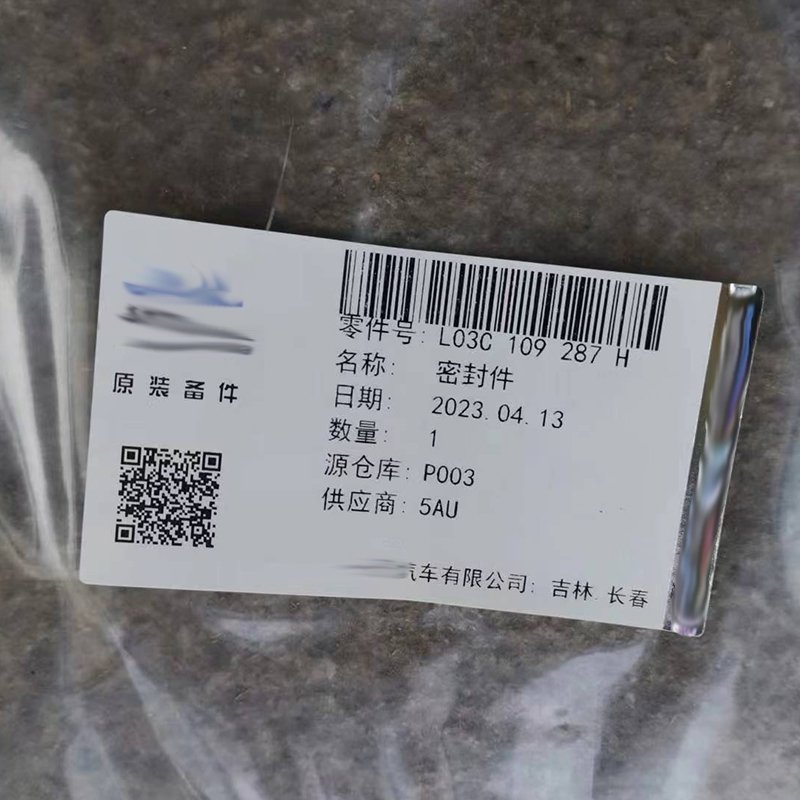 原装备件
零件号: L03C 109 287 H
名称: 密封件
日期: 2023.04.13
数量: 1
源仓库: P003
供应商: 5AU
汽车有限公司: 吉林.长春